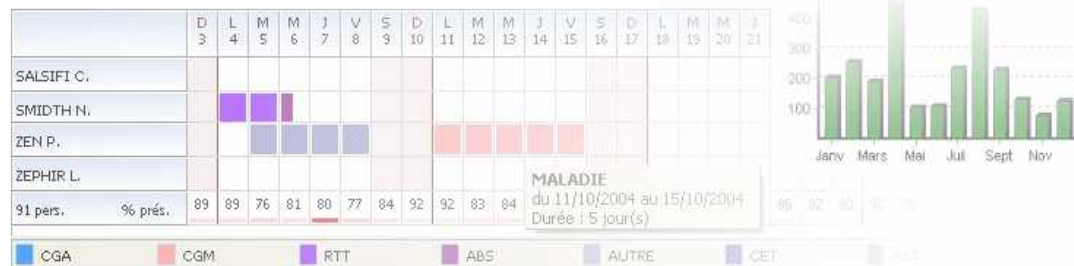 D L M M J V S D L M M J V S D L M M J
3 4 5 6 7 8 9 10 11 12 13 14 15 16 17 18 19 20 21
SALSIFI C.
SMIDTH N.
ZEN P.
ZEPHIR L.
91 pers. % prés. 89 89 76 81 80 77 84 92 92 83 84
MALADIE
du 11/10/2004 au 15/10/2004
Durée : 5 jour(s)
CGA CGM RTT ABS AUTRE CET
400
300
200
100
Janv Mars Mai Juil Sept Nov